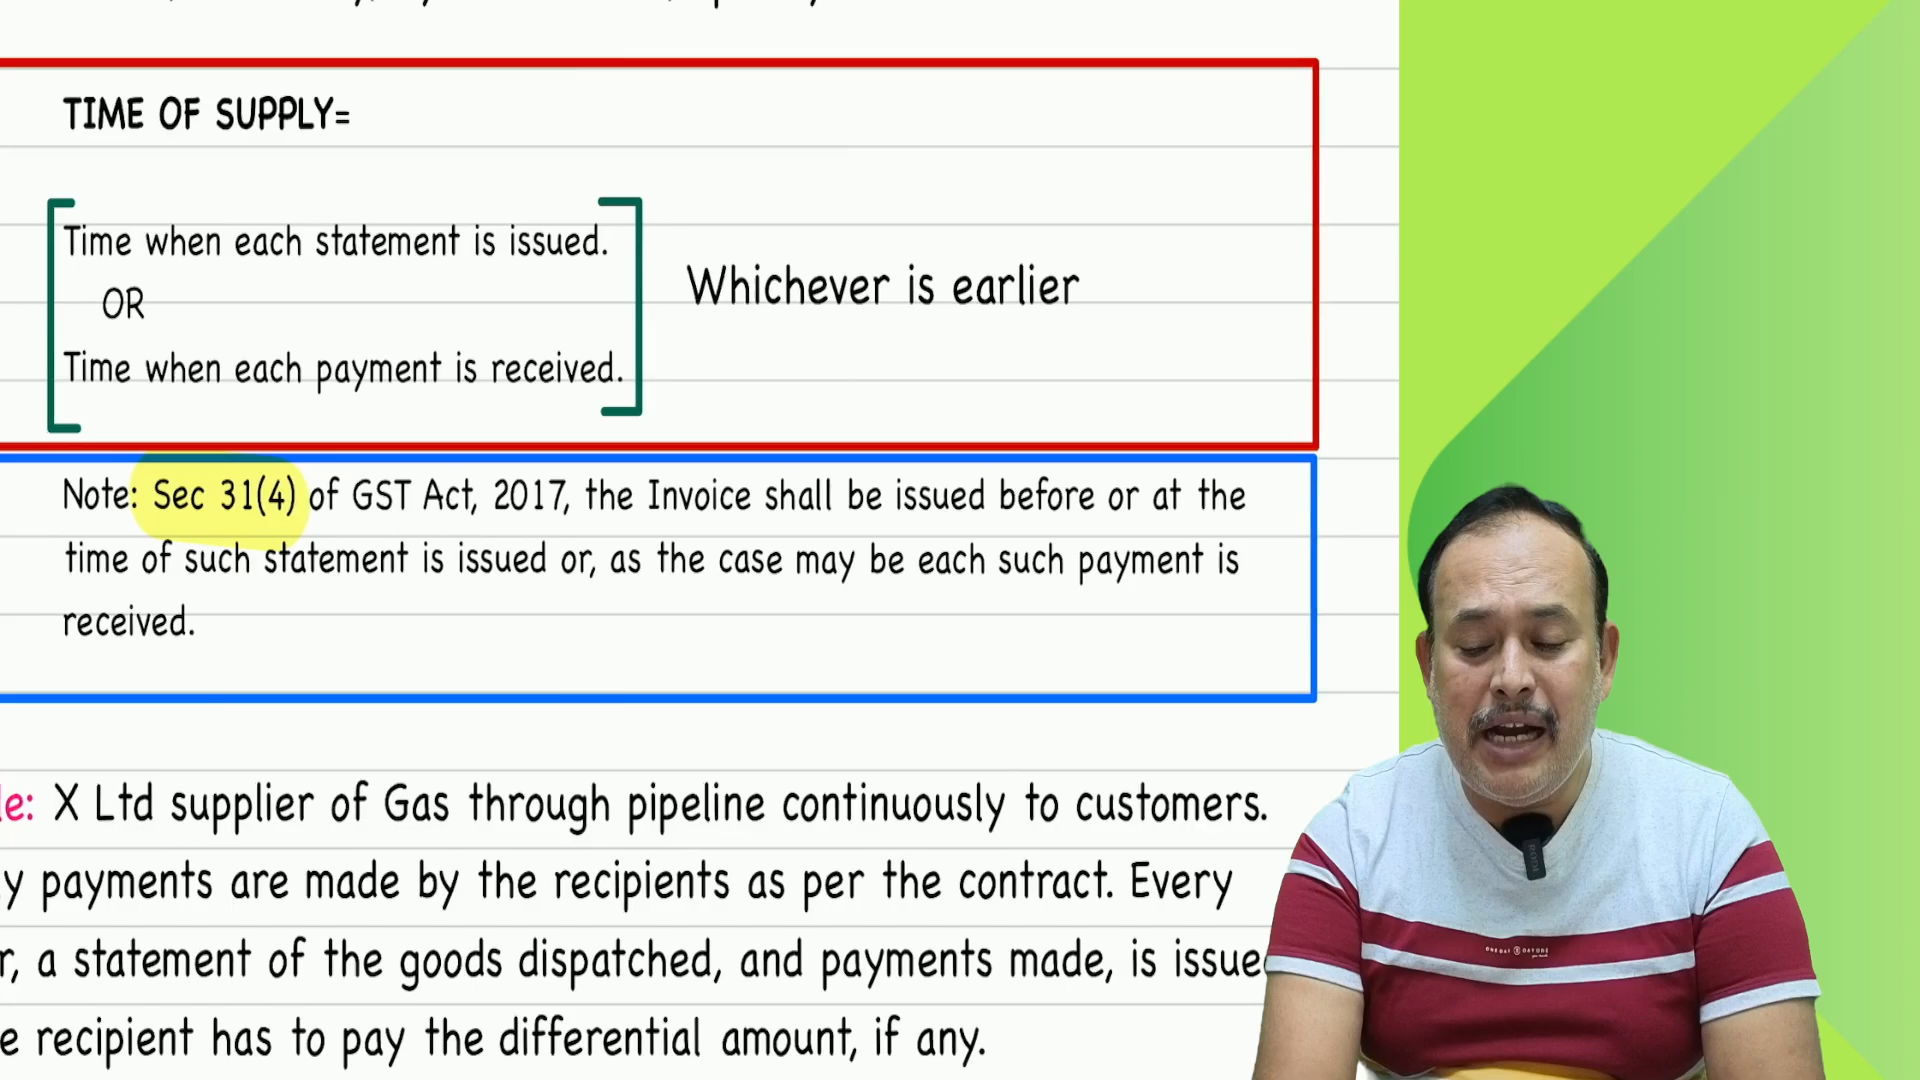 TIME OF SUPPLY=
Time when each statement is issued.
OR
Whichever is earlier
Time when each payment is received.
Note: Sec 31(4) of GST Act, 2017, the Invoice shall be issued before or at the
time of such statement is issued or, as the case may be each such payment is
received.
le: X Ltd supplier of Gas through pipeline continuously to customers.
y payments are made by the recipients as per the contract. Every
r, a statement of the goods dispatched, and payments made, is issue
e recipient has to pay the differential amount, if any.